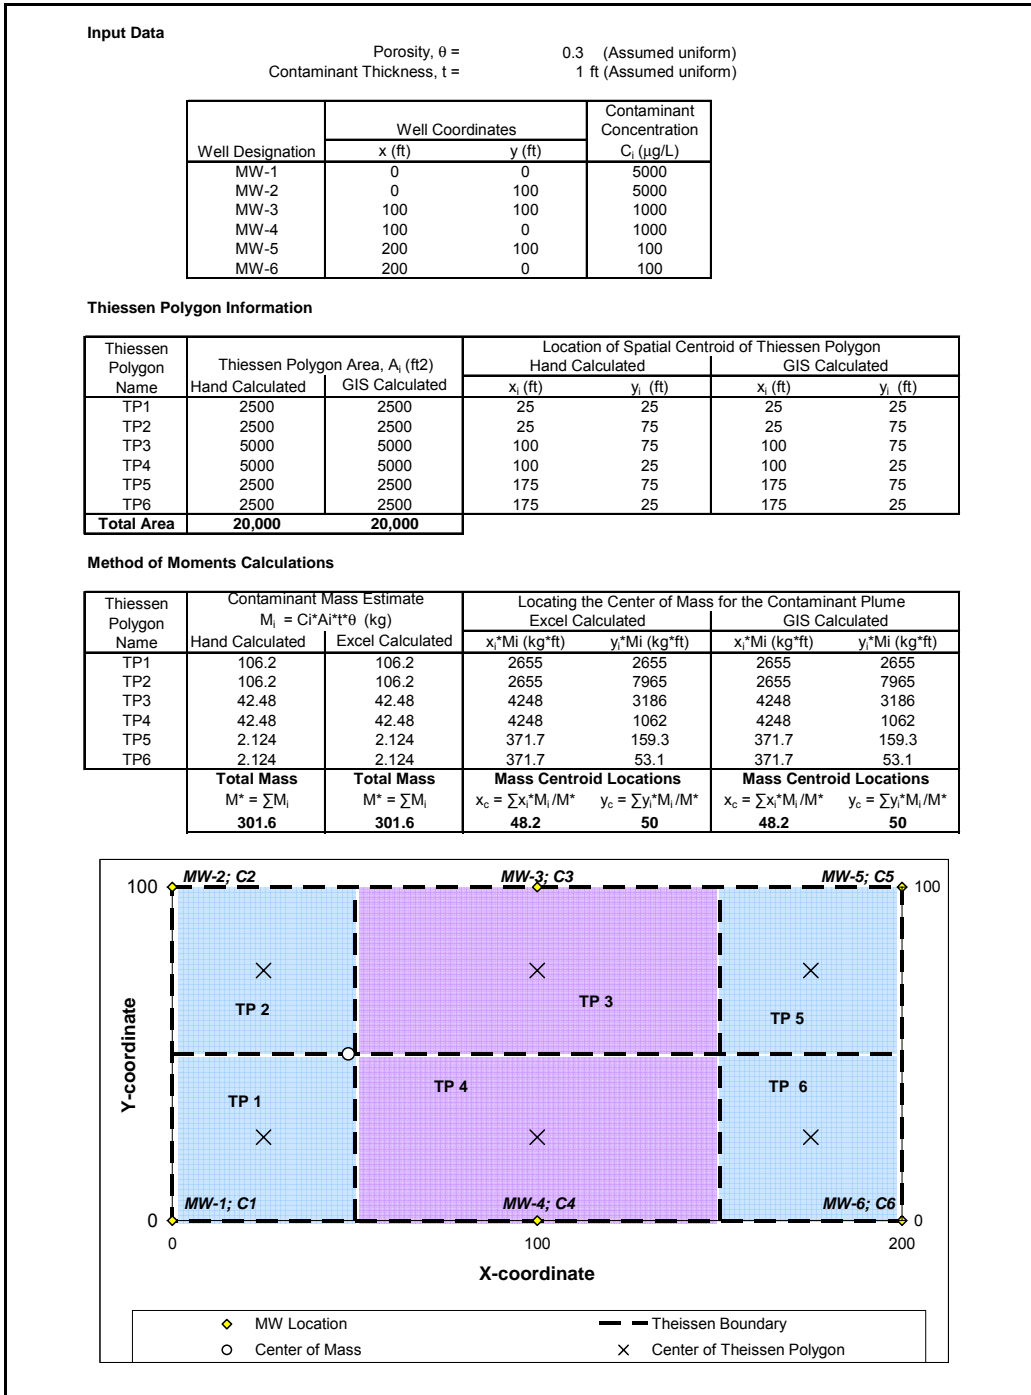 Input Data
Porosity, θ = 0.3 (Assumed uniform)
Contaminant Thickness, t = 1 ft (Assumed uniform)
Contaminant
Well Coordinates Concentration
Well Designation x (ft) y (ft) Cᵢ (μg/L)
MW-1 0 0 5000
MW-2 0 100 5000
MW-3 100 100 1000
MW-4 100 0 1000
MW-5 200 100 100
MW-6 200 0 100
Thiessen Polygon Information
Thiessen Location of Spatial Centroid of Thiessen Polygon
Polygon Thiessen Polygon Area, Aᵢ (ft2) Hand Calculated GIS Calculated
Name Hand Calculated GIS Calculated xᵢ (ft) yᵢ (ft) xᵢ (ft) yᵢ (ft)
TP1 2500 2500 25 25 25 25
TP2 2500 2500 25 75 25 75
TP3 5000 5000 100 75 100 75
TP4 5000 5000 100 25 100 25
TP5 2500 2500 175 75 175 75
TP6 2500 2500 175 25 175 25
Total Area 20,000 20,000
Method of Moments Calculations
Thiessen Contaminant Mass Estimate Locating the Center of Mass for the Contaminant Plume
Polygon Mᵢ = Ci*Ai*t*θ (kg) Excel Calculated GIS Calculated
Name Hand Calculated Excel Calculated xᵢ*Mi (kg*ft) yᵢ*Mi (kg*ft) xᵢ*Mi (kg*ft) yᵢ*Mi (kg*ft)
TP1 106.2 106.2 2655 2655 2655 2655
TP2 106.2 106.2 2655 7965 2655 7965
TP3 42.48 42.48 4248 3186 4248 3186
TP4 42.48 42.48 4248 1062 4248 1062
TP5 2.124 2.124 371.7 159.3 371.7 159.3
TP6 2.124 2.124 371.7 53.1 371.7 53.1
Total Mass Total Mass Mass Centroid Locations Mass Centroid Locations
M* = ∑Mᵢ M* = ∑Mᵢ x꜀ = ∑xᵢ*Mᵢ/M* y꜀ = ∑yᵢ*Mᵢ/M* x꜀ = ∑xᵢ*Mᵢ/M* y꜀ = ∑yᵢ*Mᵢ/M*
301.6 301.6 48.2 50 48.2 50
MW-2; C2 MW-3; C3 MW-5; C5
100 100
TP 2 TP 3 TP 5
Y-coordinate
TP 1 TP 4 TP 6
MW-1; C1 MW-4; C4 MW-6; C6
0 0
0 100 200
X-coordinate
MW Location Theissen Boundary
Center of Mass Center of Theissen Polygon